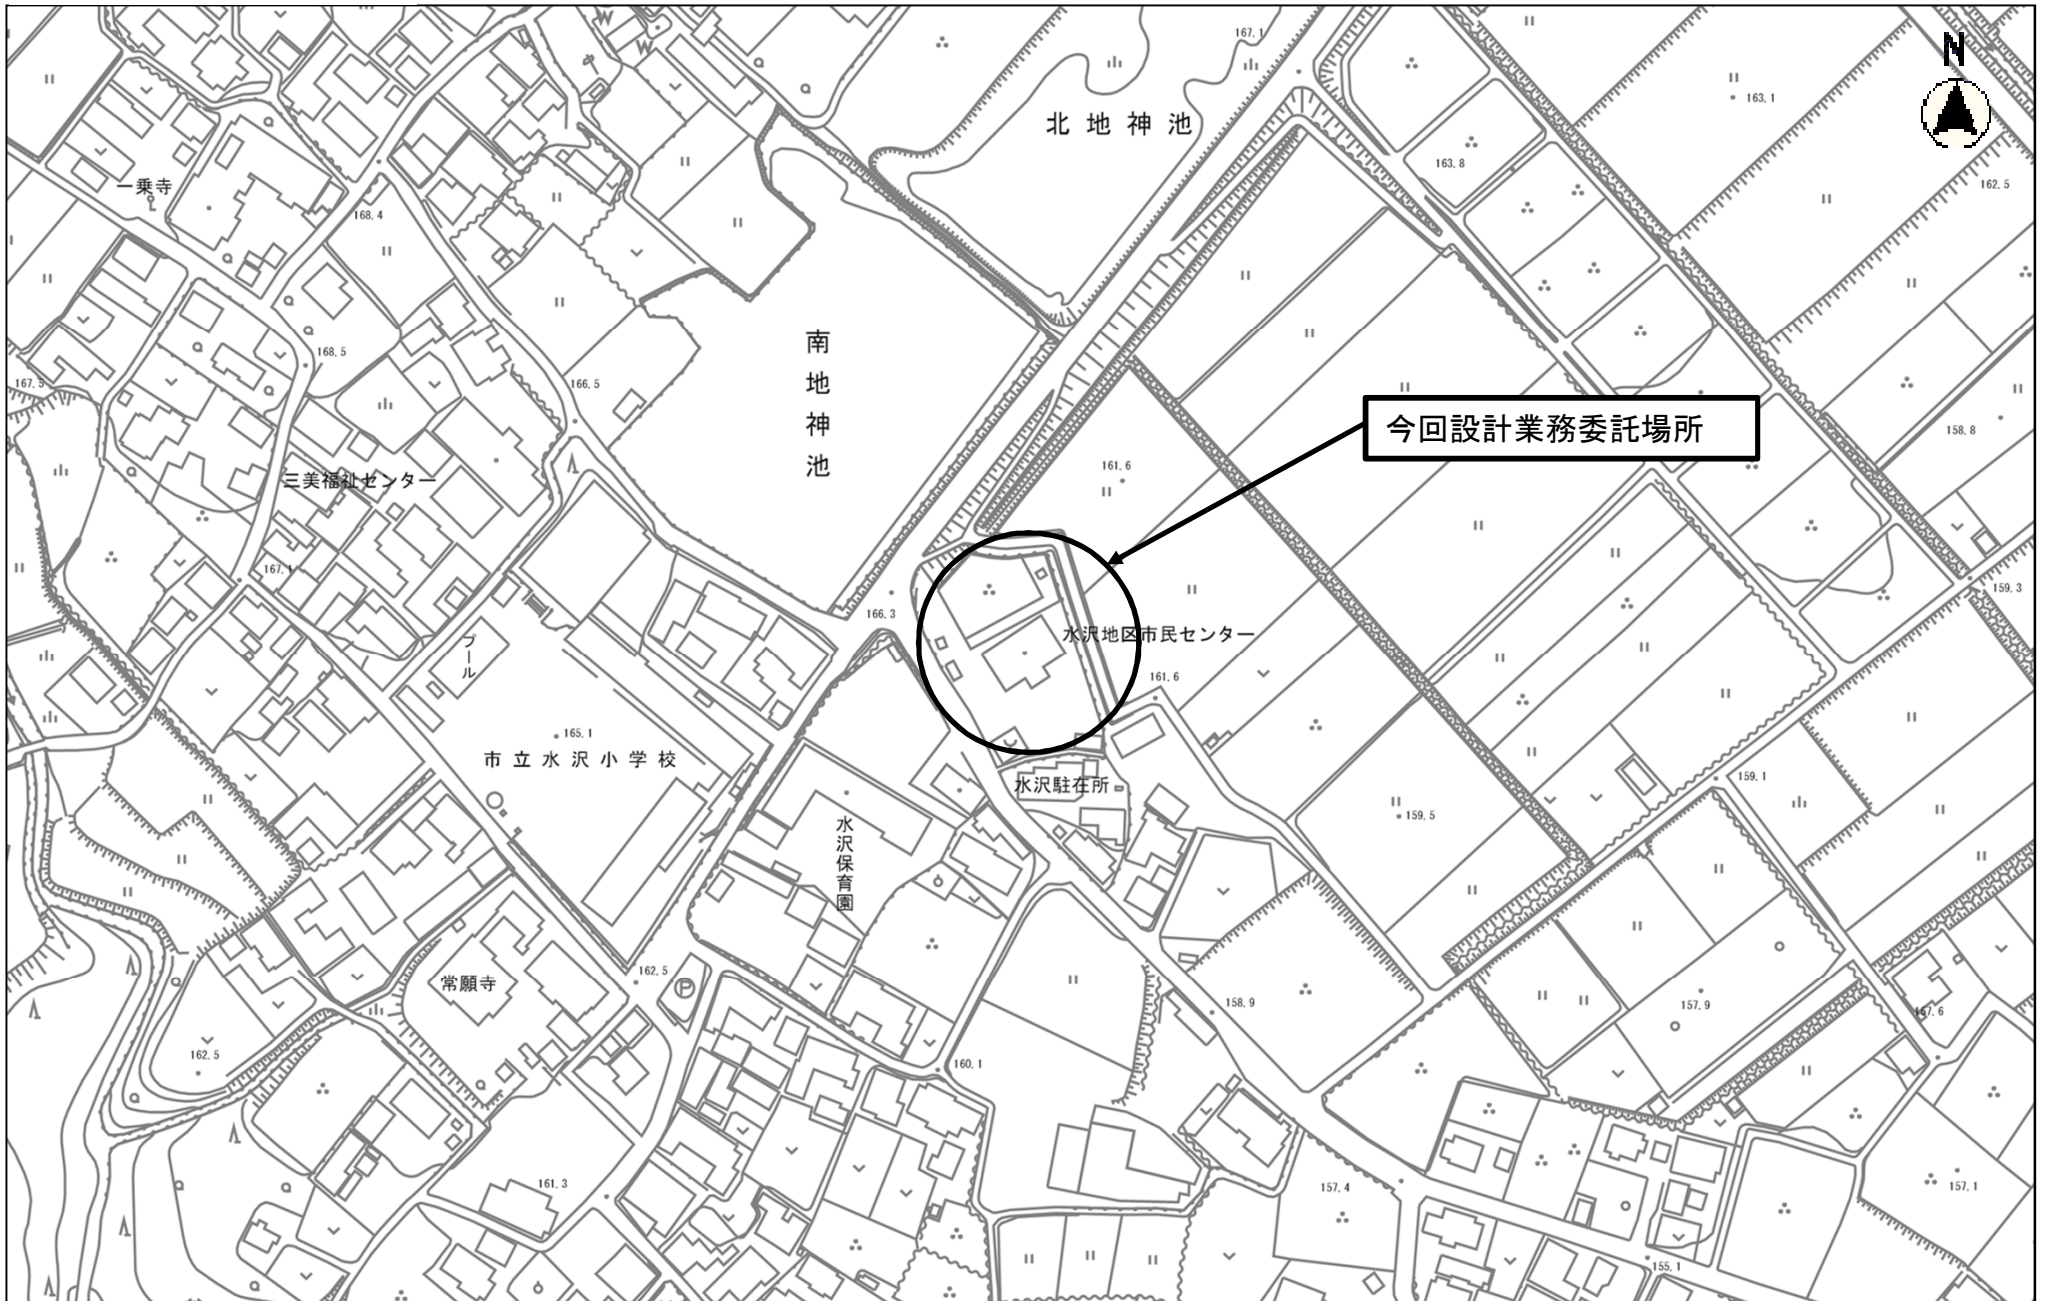 167.1
N
163.1
北地神池
163.8
162.5
一乗寺
168.4
南地神池
168.5
166.5
167.5
今回設計業務委託場所
158.8
161.6
三美福祉センター
167.1
159.3
166.3
水沢地区市民センター
プール
161.6
165.1
市立水沢小学校
水沢駐在所
159.1
159.5
水沢保育園
162.5
常願寺
P
158.9
157.9
157.6
162.5
160.1
161.3
157.4
157.1
155.1